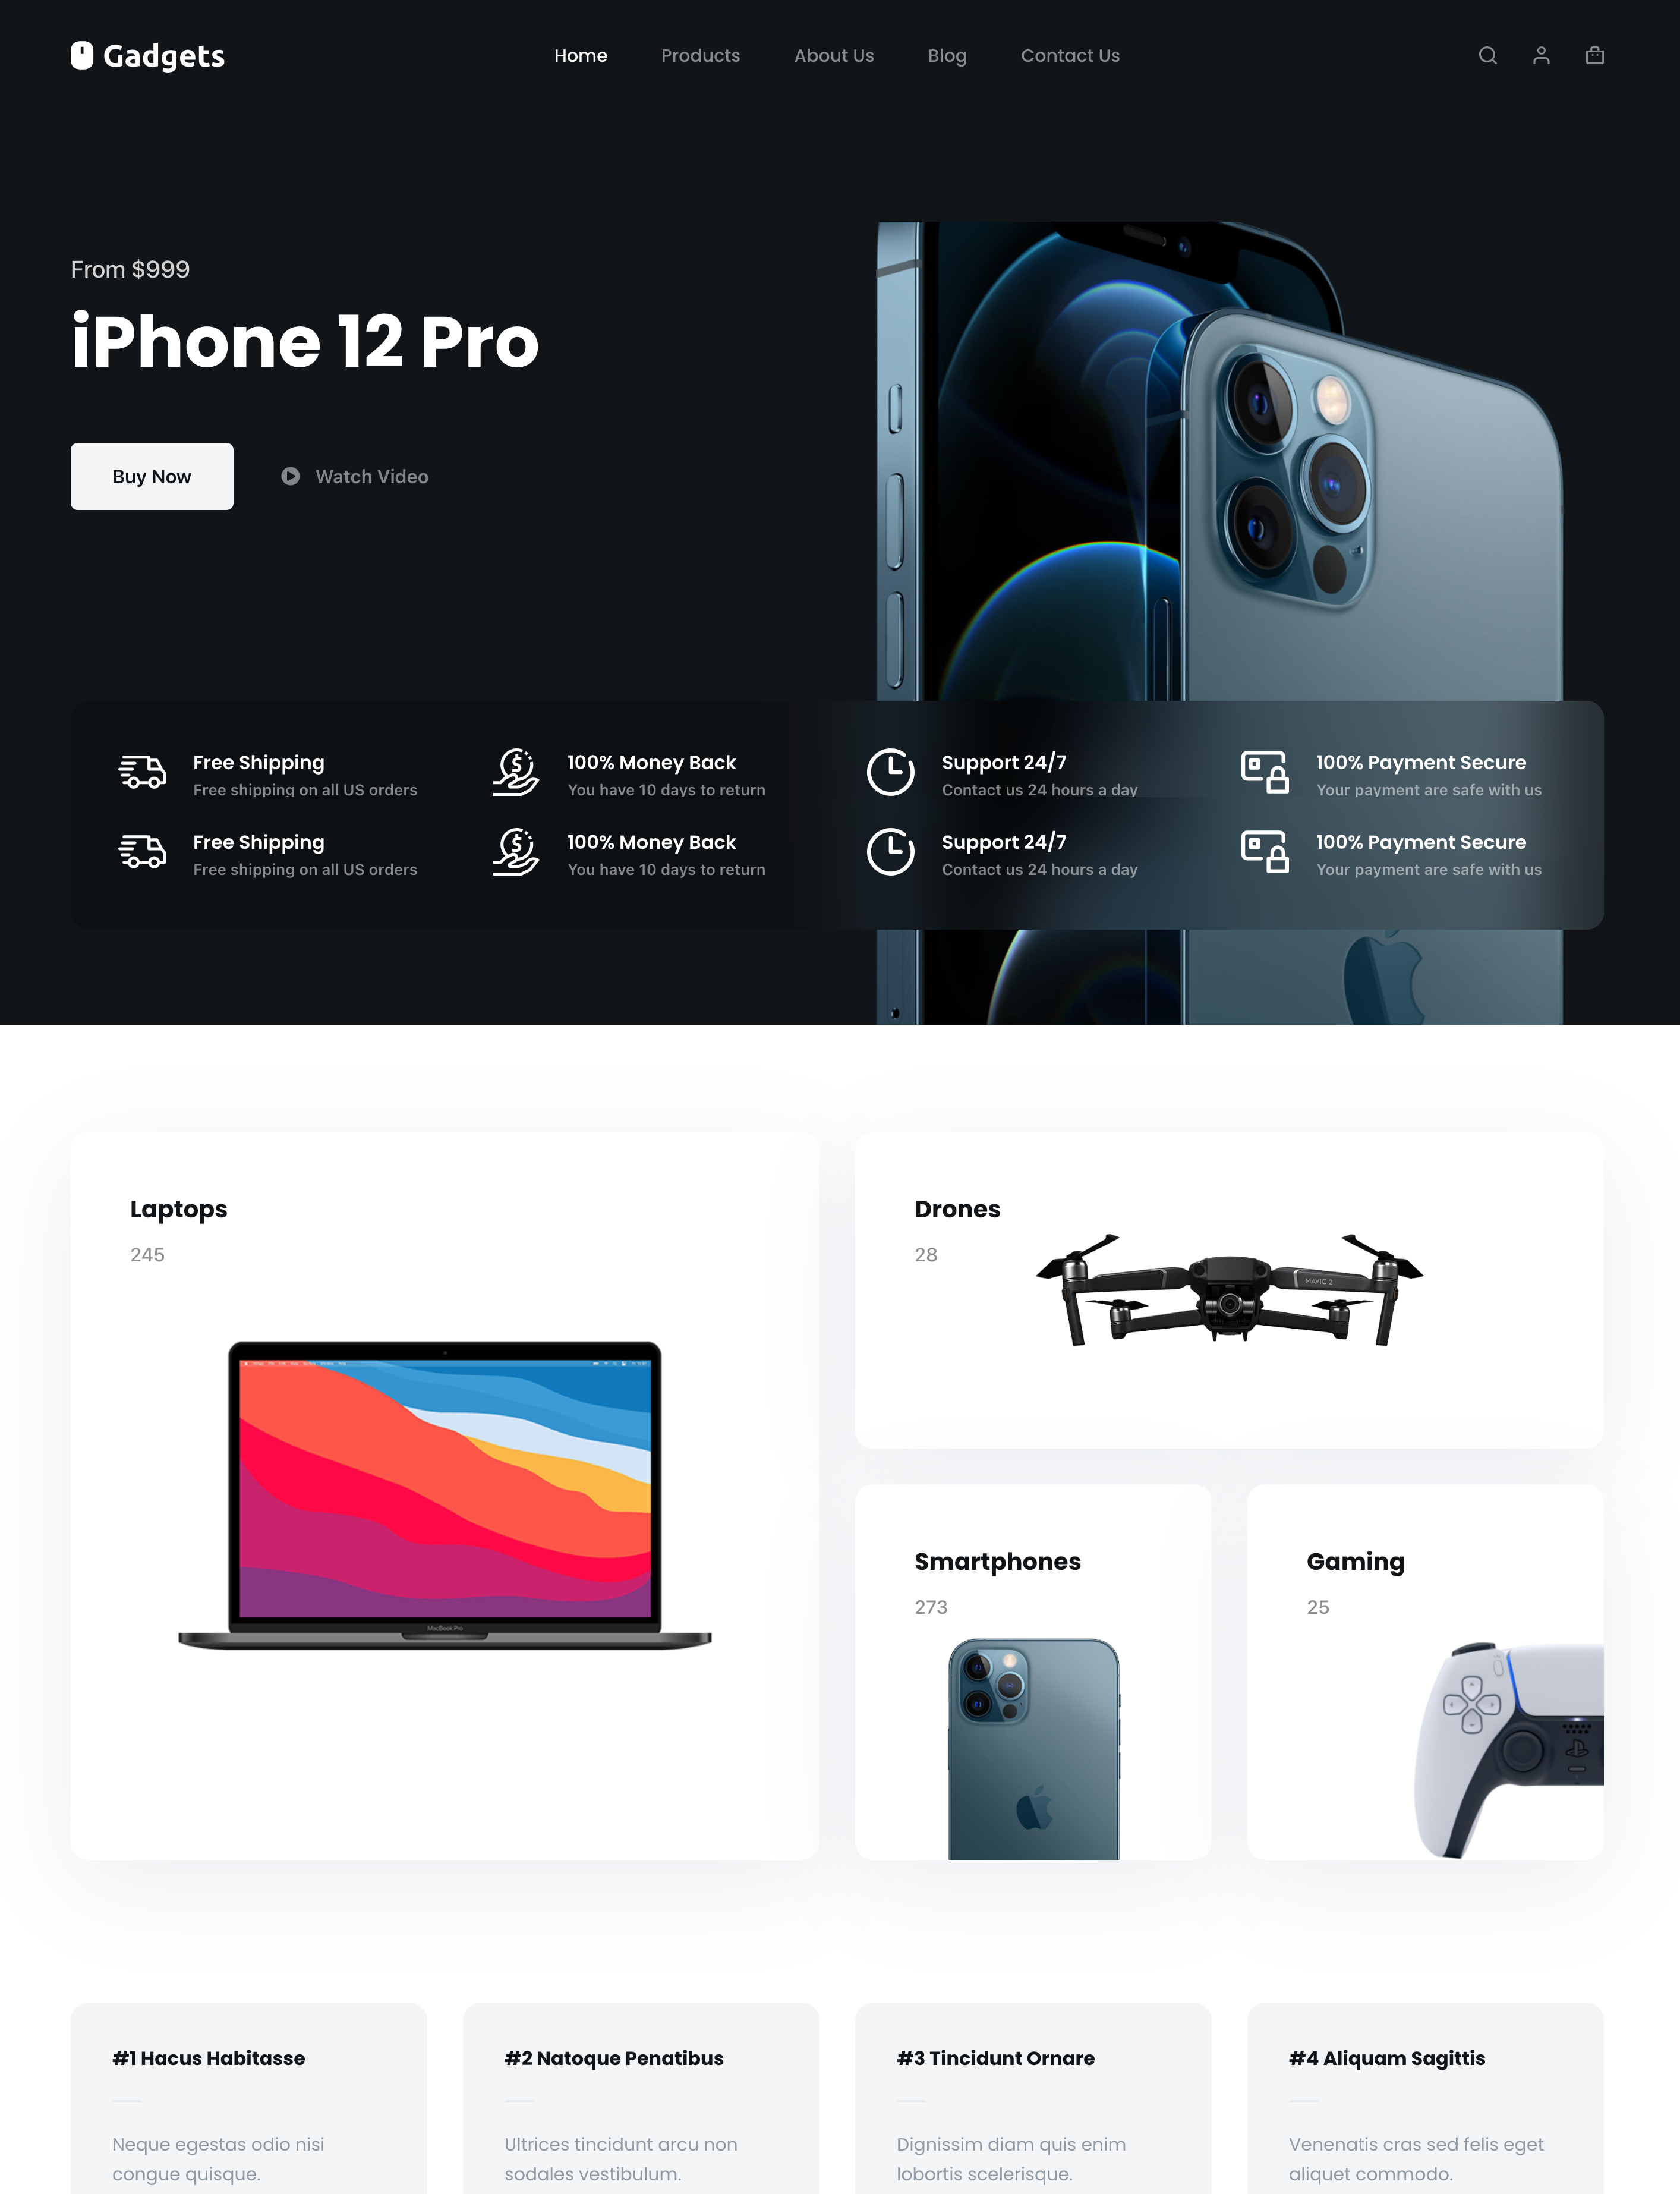 Gadgets
Home Products About Us Blog Contact Us
From $999
iPhone 12 Pro
Buy Now Watch Video
Free Shipping 100% Money Back Support 24/7 100% Payment Secure
Free shipping on all US orders You have 10 days to return Contact us 24 hours a day Your payment are safe with us
Free Shipping 100% Money Back Support 24/7 100% Payment Secure
Free shipping on all US orders You have 10 days to return Contact us 24 hours a day Your payment are safe with us
Laptops
245
MacBook Pro
Drones
28
MAVIC 2
Smartphones
273
Gaming
25
#1 Hacus Habitasse
Neque egestas odio nisi
congue quisque.
#2 Natoque Penatibus
Ultrices tincidunt arcu non
sodales vestibulum.
#3 Tincidunt Ornare
Dignissim diam quis enim
lobortis scelerisque.
#4 Aliquam Sagittis
Venenatis cras sed felis eget
aliquet commodo.